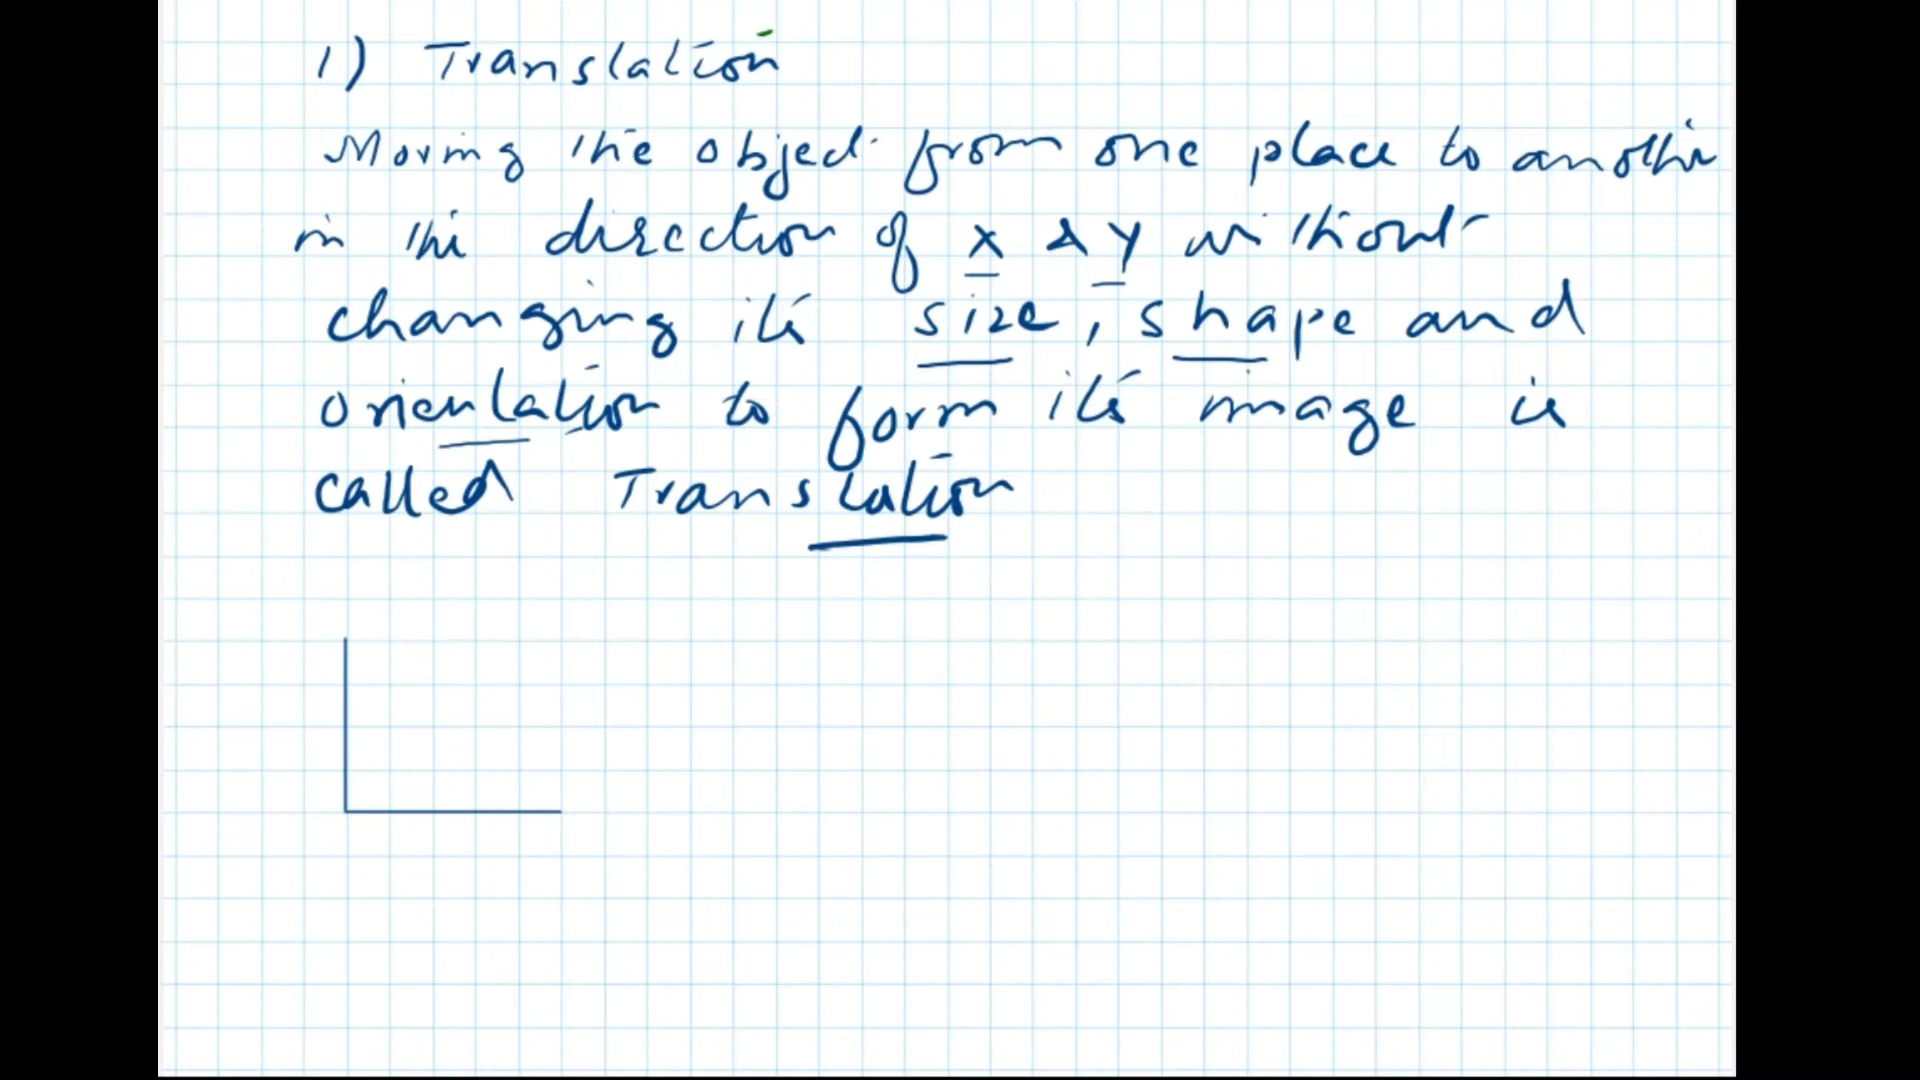 1) Translation
Moving the object from one place to another
in the direction of x & y without
changing its size, shape and
orientation to form its image is
called Translation